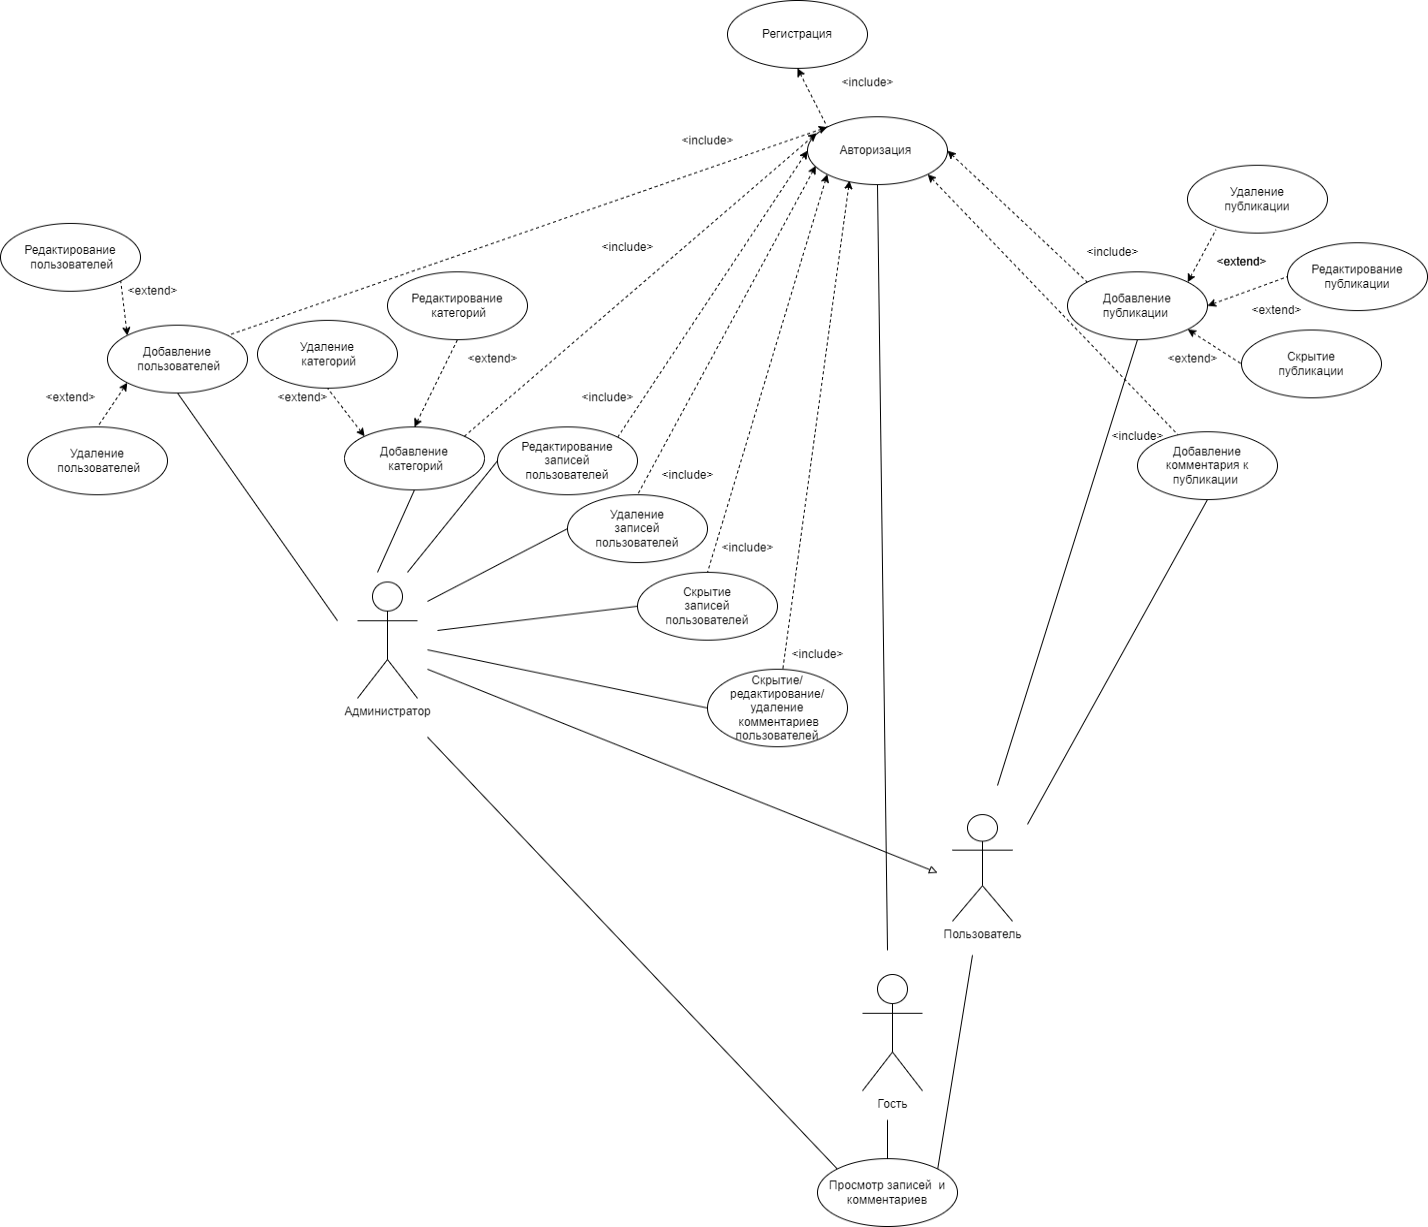 Регистрация
<include>
<include>
Авторизация
Удаление
публикации
Редактирование
пользователей
<include>
<include>
<extend>
Редактирование
публикации
<extend>
Редактирование
категорий
Добавление
публикации
<extend>
Добавление
пользователей
Удаление
категорий
<extend>
<extend>
Скрытие
публикации
<extend>
<extend>
<include>
Удаление
пользователей
Добавление
категорий
Редактирование
записей
пользователей
<include>
Добавление
комментария к
публикации
<include>
Удаление
записей
пользователей
<include>
Скрытие
записей
пользователей
<include>
Скрытие/
редактирование/
удаление
комментариев
пользователей
Администратор
Пользователь
Гость
Просмотр записей и
комментариев